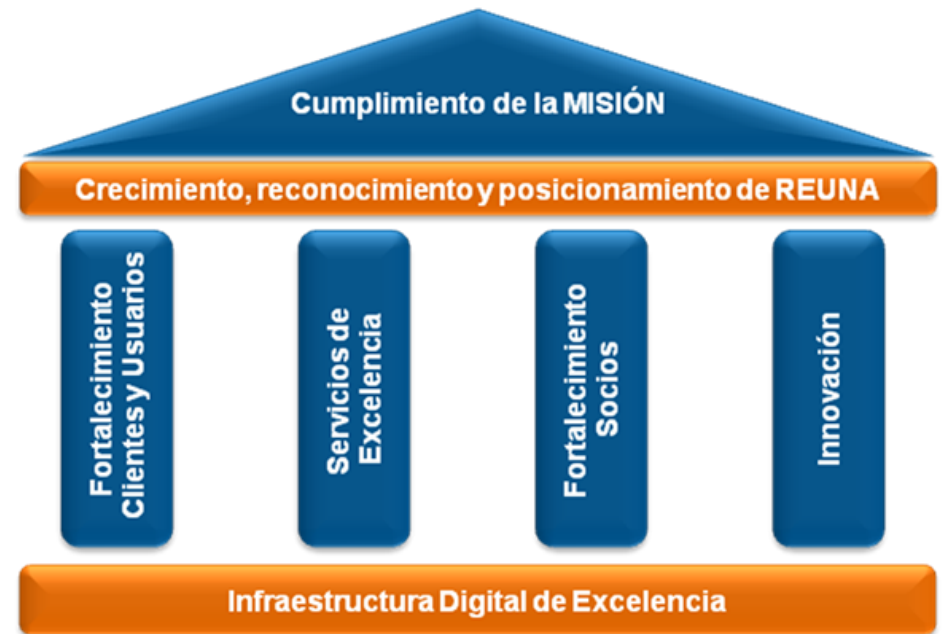 Cumplimiento de la MISIÓN
Crecimiento, reconocimiento y posicionamiento de REUNA
Fortalecimiento
Clientes y Usuarios
Servicios de
Excelencia
Fortalecimiento
Socios
Innovación
Infraestructura Digital de Excelencia